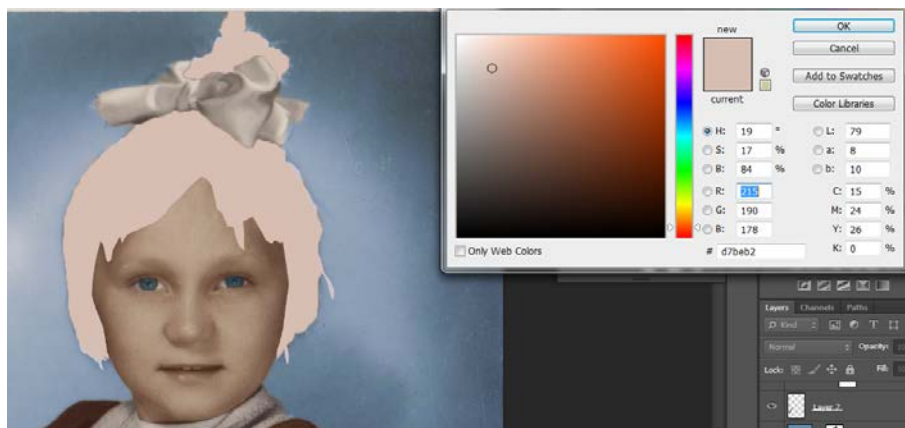 new
current
OK
Cancel
Add to Swatches
Color Libraries
H: 19 °
S: 17 %
B: 84 %
R: 215
G: 190
B: 178
L: 79
a: 8
b: 10
C: 15 %
M: 24 %
Y: 26 %
K: 0 %
Only Web Colors
# d7beb2
Layers Channels Paths
Kind
Normal Opacity:
Lock: Fill:
Layer 2